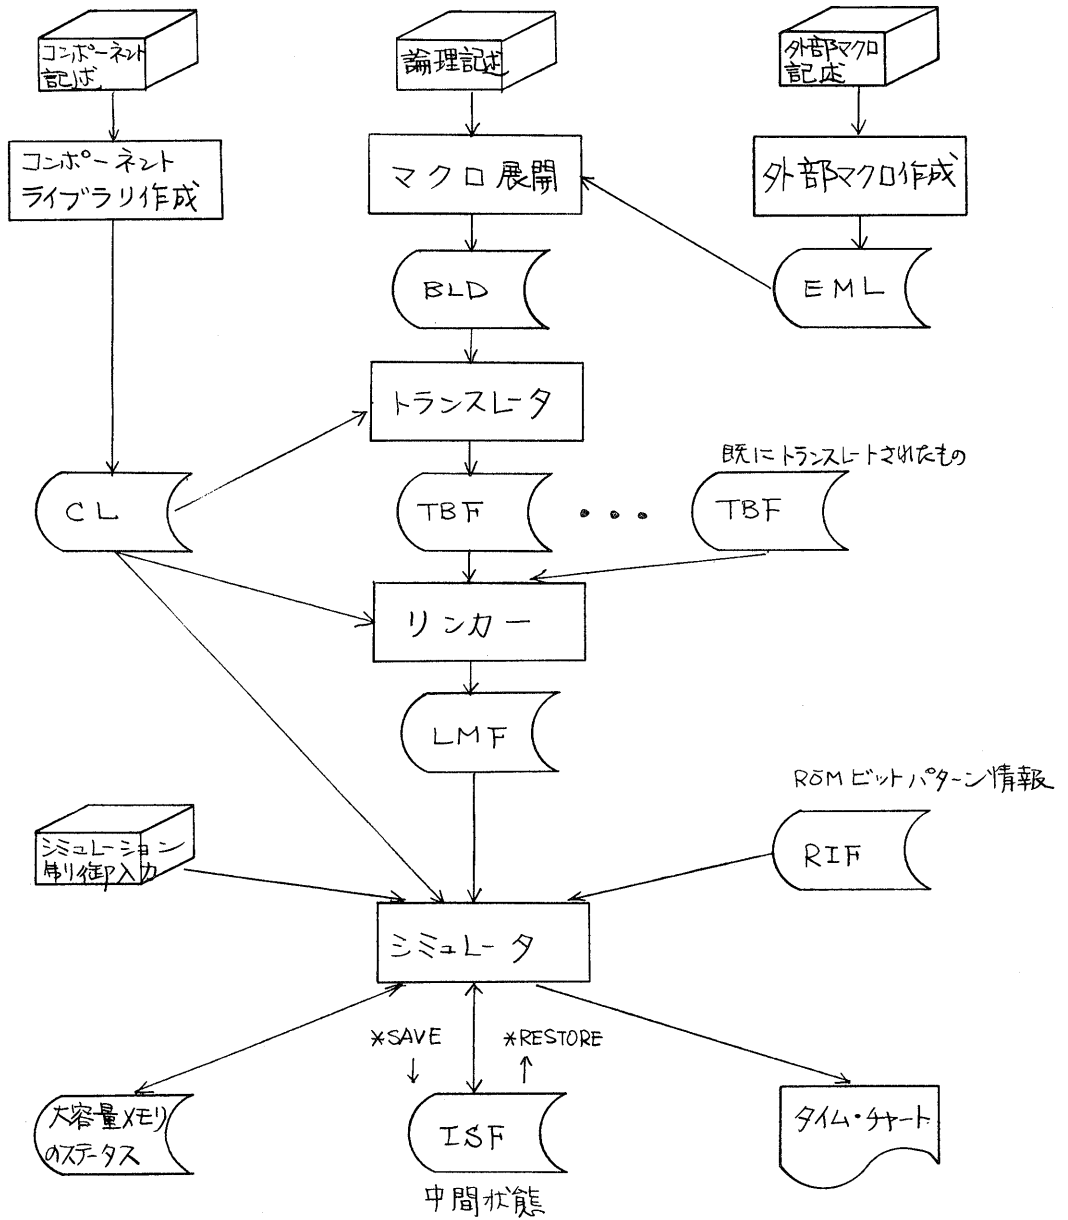 コンポーネント
記述
論理記述
外部マクロ
記述
コンポーネント
ライブラリ作成
マクロ展開
外部マクロ作成
BLD
EML
トランスレータ
既にトランスレートされたもの
CL
TBF
・・・
TBF
リンカー
LMF
ROMビットパターン情報
シミュレーション
制御入力
RIF
シミュレータ
*SAVE
↓
*RESTORE
↑
大容量メモリ
のステータス
ISF
タイム・チャート
中間状態